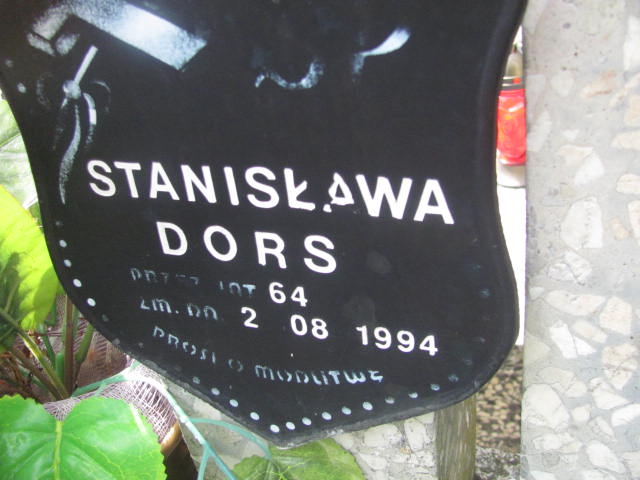 STANISŁAWA
DORS
PRZEŻ. LAT 64
ZM. DN. 2 08 1994
PROSI O MODLITWĘ